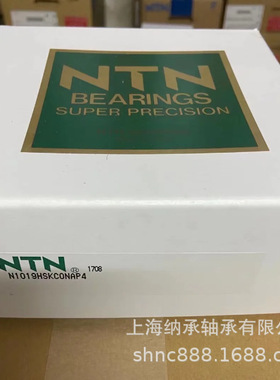 NTN
BEARINGS
SUPER PRECISION
NTN ® 1708
N1019HSKC0NAP4
上海纳承轴承有限公司
shnc888.1688.com